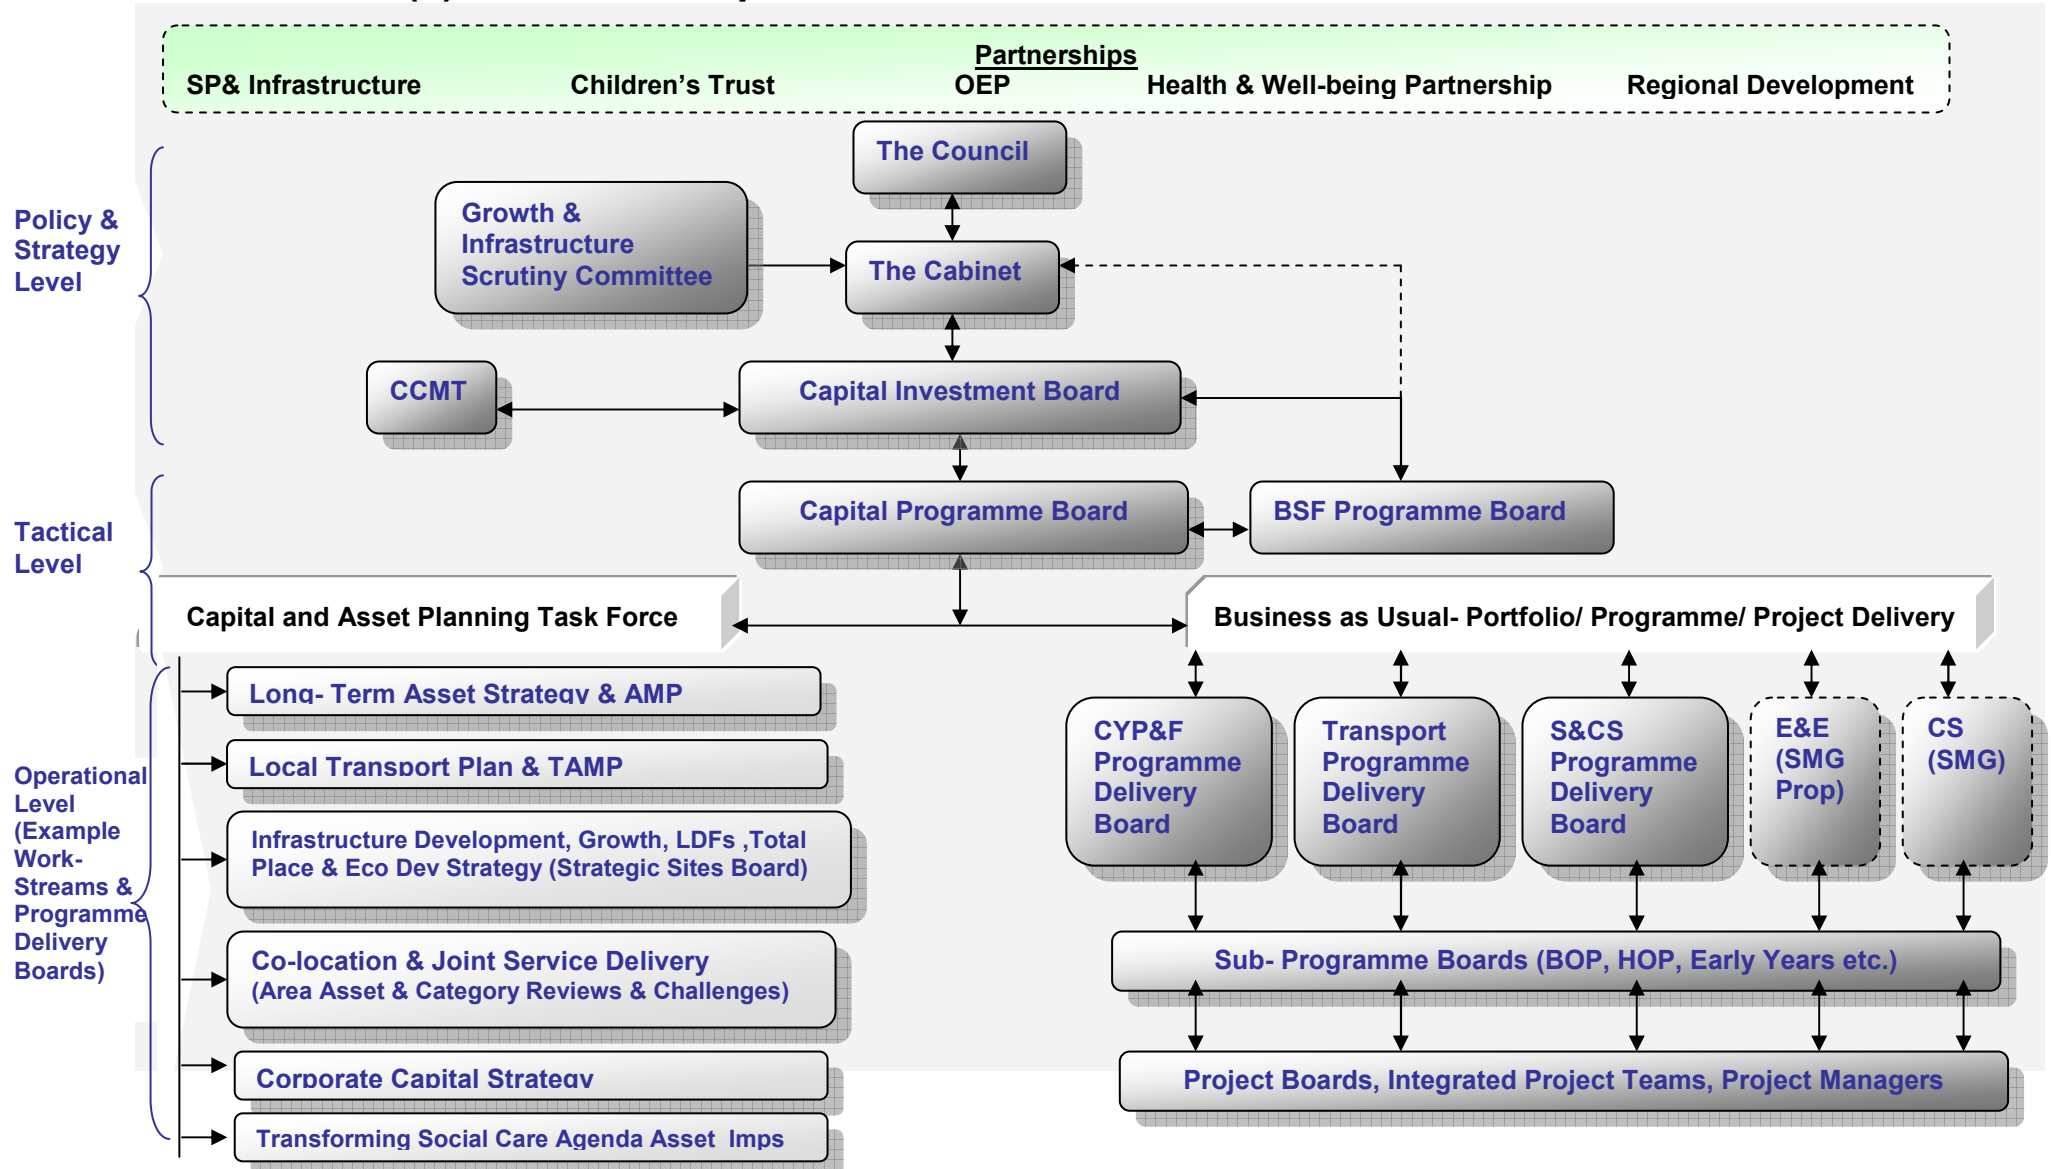 Partnerships
SP& Infrastructure Children's Trust OEP Health & Well-being Partnership Regional Development
The Council
Policy &
Strategy
Level
Growth &
Infrastructure
Scrutiny Committee
The Cabinet
CCMT
Capital Investment Board
Tactical
Level
Capital Programme Board
BSF Programme Board
Capital and Asset Planning Task Force
Business as Usual- Portfolio/ Programme/ Project Delivery
Operational
Level
(Example
Work-
Streams &
Programme
Delivery
Boards)
Long- Term Asset Strategy & AMP
Local Transport Plan & TAMP
Infrastructure Development, Growth, LDFs ,Total
Place & Eco Dev Strategy (Strategic Sites Board)
Co-location & Joint Service Delivery
(Area Asset & Category Reviews & Challenges)
Corporate Capital Strategy
Transforming Social Care Agenda Asset Imps
CYP&F
Programme
Delivery
Board
Transport
Programme
Delivery
Board
S&CS
Programme
Delivery
Board
E&E
(SMG
Prop)
CS
(SMG)
Sub- Programme Boards (BOP, HOP, Early Years etc.)
Project Boards, Integrated Project Teams, Project Managers